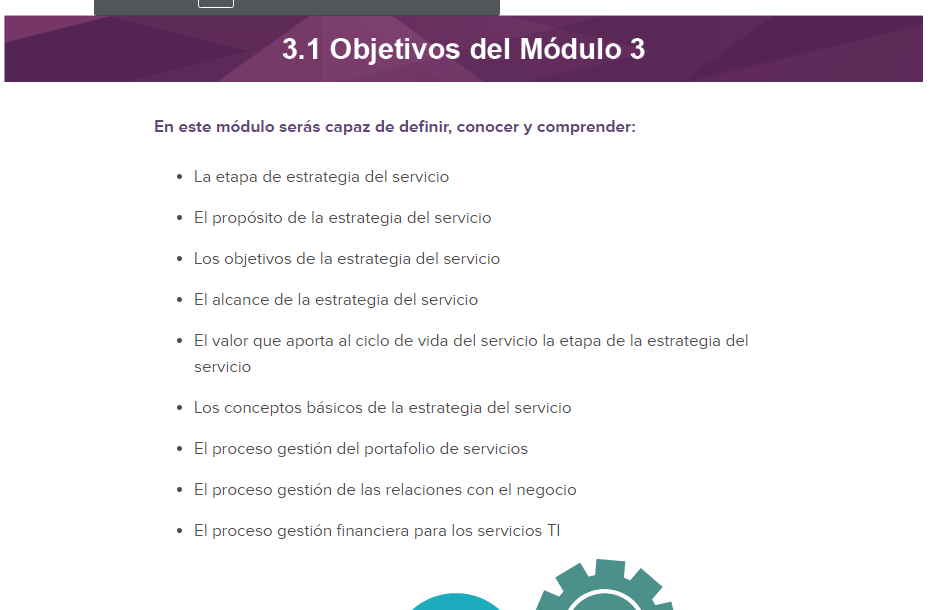 3.1 Objetivos del Módulo 3
En este módulo serás capaz de definir, conocer y comprender:
La etapa de estrategia del servicio
El propósito de la estrategia del servicio
Los objetivos de la estrategia del servicio
El alcance de la estrategia del servicio
El valor que aporta al ciclo de vida del servicio la etapa de la estrategia del
servicio
Los conceptos básicos de la estrategia del servicio
El proceso gestión del portafolio de servicios
El proceso gestión de las relaciones con el negocio
El proceso gestión financiera para los servicios TI